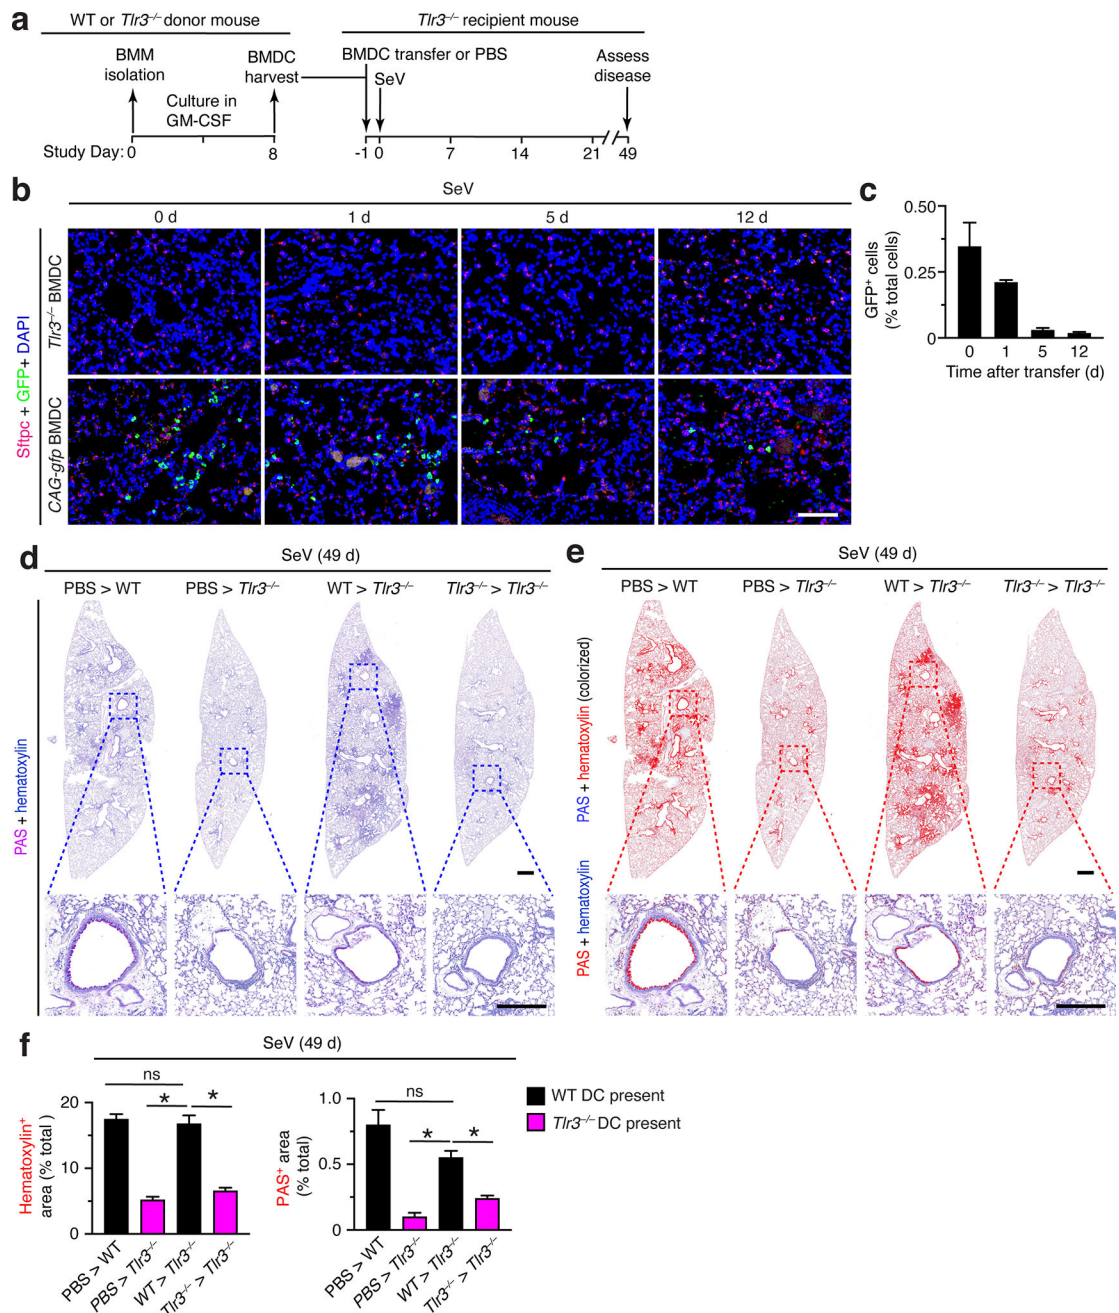 a
WT or Tlr3–/– donor mouse
Tlr3–/– recipient mouse
BMM isolation
BMDC harvest
BMDC transfer or PBS
SeV
Assess disease
Culture in GM-CSF
Study Day: 0 8 -1 0 7 14 21 49
b
SeV
0 d 1 d 5 d 12 d
Sftpc + GFP + DAPI
Tlr3–/– BMDC
CAG-gfp BMDC
c
GFP+ cells (% total cells)
0.50
0.25
0
0 1 5 12
Time after transfer (d)
d
SeV (49 d)
PBS > WT PBS > Tlr3–/– WT > Tlr3–/– Tlr3–/– > Tlr3–/–
PAS + hematoxylin
e
SeV (49 d)
PBS > WT PBS > Tlr3–/– WT > Tlr3–/– Tlr3–/– > Tlr3–/–
PAS + hematoxylin (colorized)
PAS + hematoxylin
f
SeV (49 d)
Hematoxylin+ area (% total )
20
10
5
0
ns
* *
PBS > WT
PBS > Tlr3–/–
WT > Tlr3–/–
Tlr3–/– > Tlr3–/–
PAS+ area (% total)
1.0
0.5
0
ns
* *
PBS > WT
PBS > Tlr3–/–
WT > Tlr3–/–
Tlr3–/– > Tlr3–/–
WT DC present
Tlr3–/– DC present